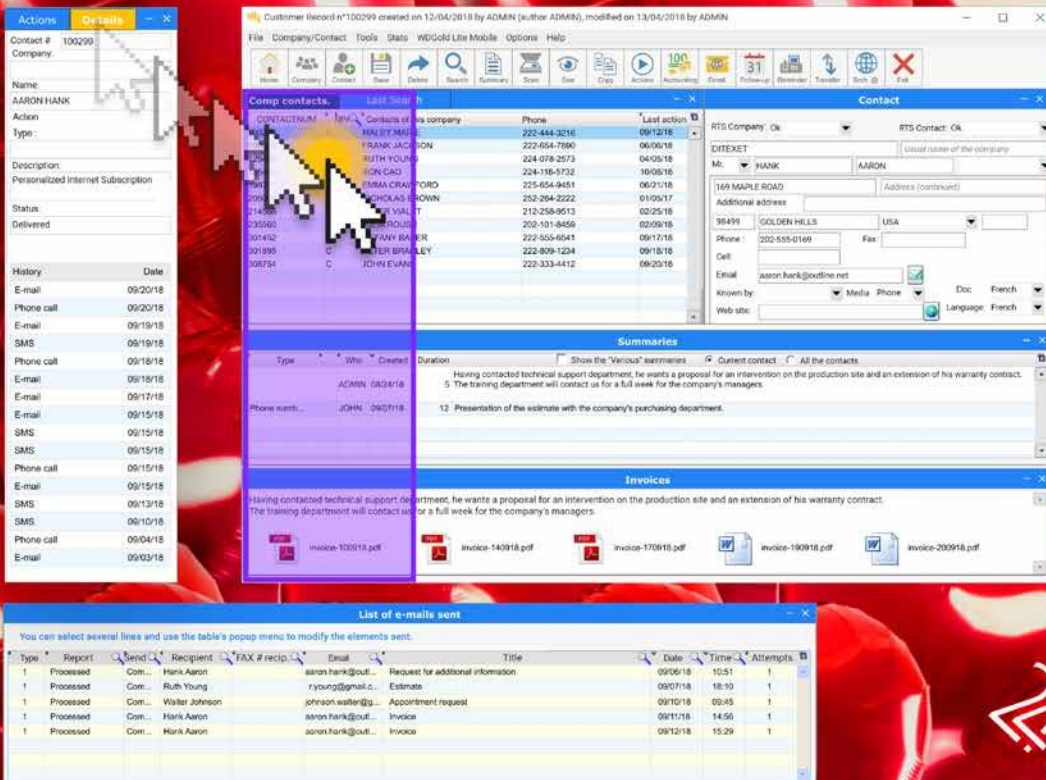 Actions Details
Contact # 100299
Company:
Name
AARON HANK
Action
Type :
Description
Personalized Internet Subscription
Status
Delivered
History Date
E-mail 09/20/18
Phone call 09/20/18
E-mail 09/19/18
SMS 09/19/18
Phone call 09/18/18
E-mail 09/18/18
E-mail 09/17/18
E-mail 09/15/18
SMS 09/15/18
SMS 09/15/18
Phone call 09/15/18
E-mail 09/15/18
SMS 09/13/18
SMS 09/10/18
Phone call 09/04/18
E-mail 09/03/18
Customer Record n°100299 created on 12/04/2018 by ADMIN (author ADMIN), modified on 13/04/2018 by ADMIN
File Company/Contact Tools Stats WDGold Lite Mobile Options Help
Home Company Contact Save Delete Search Summary Scan See Copy Actions Accounting Email Follow-up Reminder Transfer Exit
Comp contacts. Last Search
CONTACTNUM Contacts of this company Phone Last action
222-444-3216 09/12/18
FRANK JACKSON 222-654-7890 06/06/18
RUTH YOUNG 224-078-2573 04/05/18
RON CAO 224-118-5732 10/08/16
EMMA CRAWFORD 225-654-9451 06/21/18
NICHOLAS BROWN 252-264-2222 01/05/17
212-258-9513 02/25/18
235560 202-101-8459 02/09/18
301452 222-555-6541 09/17/18
301895 C 222-809-1234 09/18/18
308754 C JOHN EVANS 222-333-4412 09/20/18
Contact
RTS Company: Ok RTS Contact: Ok
DITEXET Usual name of the company
Mr. HANK AARON
169 MAPLE ROAD Address (continued)
Additional address
98499 GOLDEN HILLS USA
Phone : 202-555-0169 Fax:
Cell:
Email aaron.hank@outline.net
Known by: Media Phone Doc: French
Web site: Language: French
Summaries
Type Who Created Duration Show the "Various" summaries Current contact All the contacts
Having contacted technical support department, he wants a proposal for an intervention on the production site and an extension of his warranty contract.
ADMIN 08/24/18 5 The training department will contact us for a full week for the company's managers.
Phone numb... JOHN 09/07/18 12 Presentation of the estimate with the company's purchasing department.
Invoices
Having contacted technical support department, he wants a proposal for an intervention on the production site and an extension of his warranty contract.
The training department will contact us for a full week for the company's managers.
invoice-100918.pdf invoice-140918.pdf invoice-170918.pdf invoice-190918.pdf invoice-200918.pdf
List of e-mails sent
You can select several lines and use the table's popup menu to modify the elements sent.
Type Report Send Recipient FAX # recip. Email Title Date Time Attempts
1 Processed Com... Hank Aaron aaron.hank@outl... Request for additional information 09/06/18 10:51 1
1 Processed Com... Ruth Young r.young@gmail.c... Estimate 09/07/18 18:10 1
1 Processed Com... Walter Johnson johnson.walter@g... Appointment request 09/10/18 09:45 1
1 Processed Com... Hank Aaron aaron.hank@outl... Invoice 09/11/18 14:56 1
1 Processed Com... Hank Aaron aaron.hank@outl... Invoice 09/12/18 15:29 1